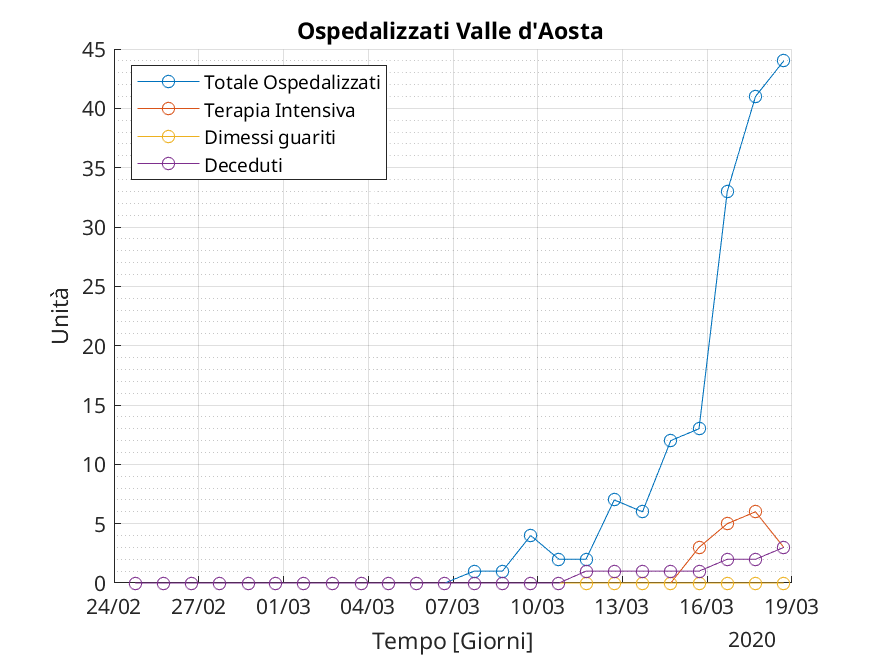 Ospedalizzati Valle d'Aosta
45
40
35
30
25
20
15
10
5
0
Unità
Totale Ospedalizzati
Terapia Intensiva
Dimessi guariti
Deceduti
24/02 27/02 01/03 04/03 07/03 10/03 13/03 16/03 19/03
Tempo [Giorni]
2020